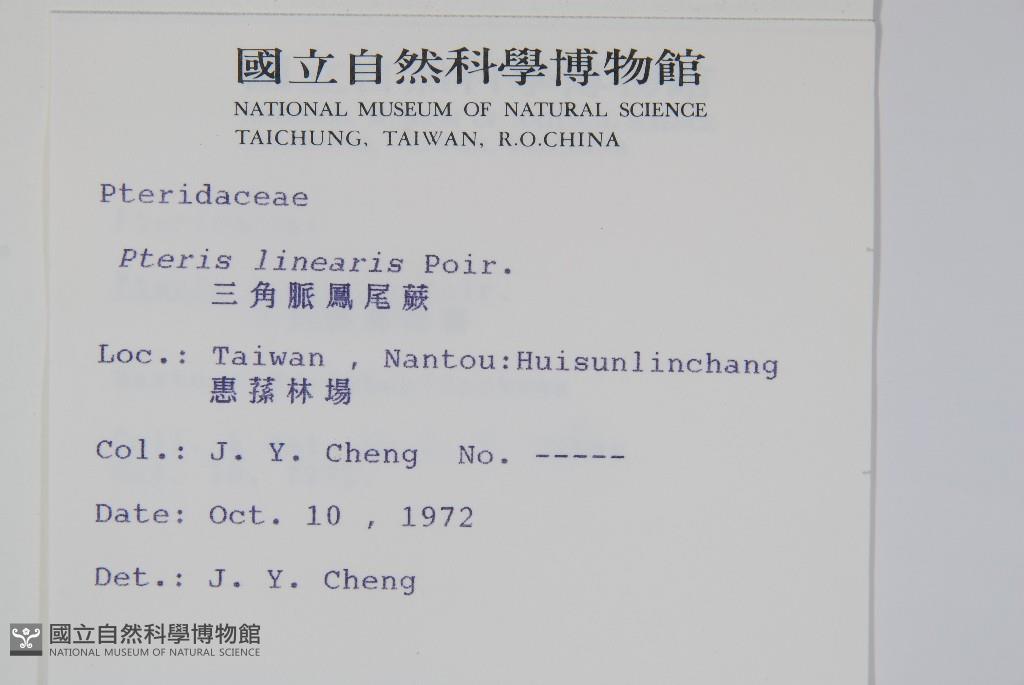 國立自然科學博物館
NATIONAL MUSEUM OF NATURAL SCIENCE
TAICHUNG, TAIWAN, R.O.CHINA
Pteridaceae
Pteris linearis Poir.
三角脈鳳尾蕨
Loc.: Taiwan , Nantou:Huisunlinchang
惠蓀林場
Col.: J. Y. Cheng No. -----
Date: Oct. 10 , 1972
Det.: J. Y. Cheng
國立自然科學博物館
NATIONAL MUSEUM OF NATURAL SCIENCE